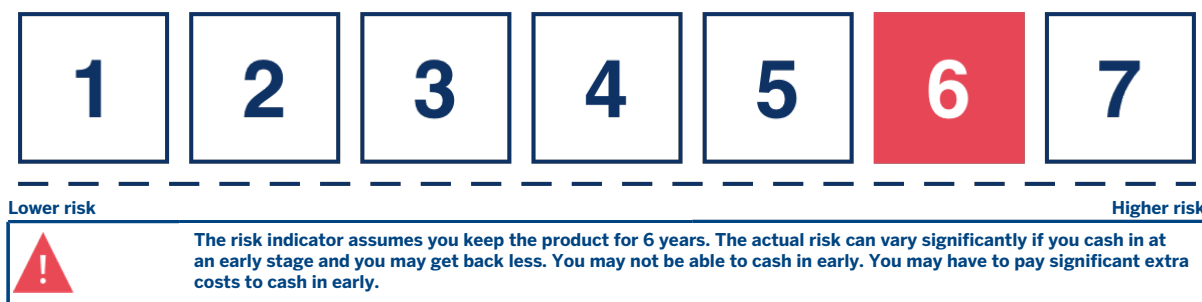 1 2 3 4 5 6 7
Lower risk Higher risk
!
The risk indicator assumes you keep the product for 6 years. The actual risk can vary significantly if you cash in at
an early stage and you may get back less. You may not be able to cash in early. You may have to pay significant extra
costs to cash in early.